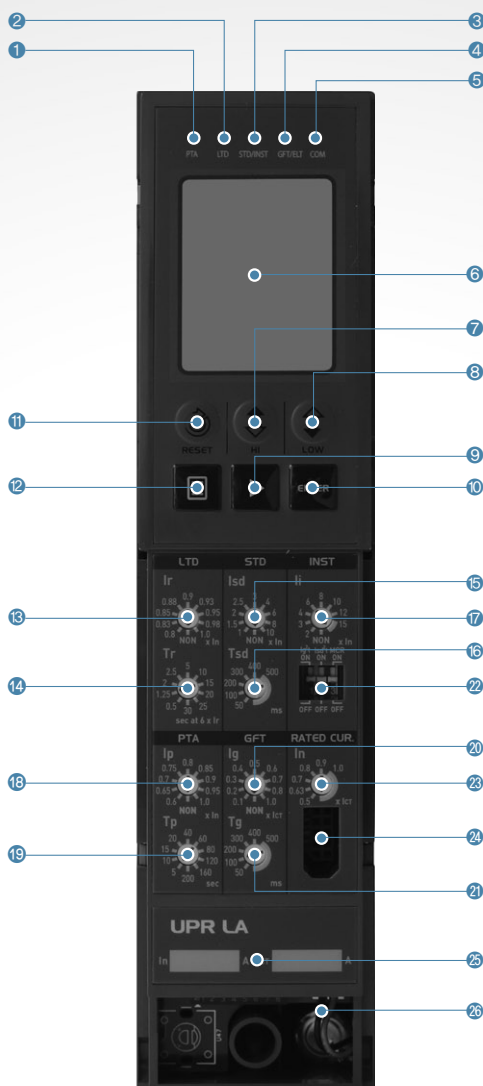 ② ③
① ④
⑤
PTA LTD STD/INST GFT/ELT COM
⑥
⑦
⑧
⑪
RESET HI LOW
⑨
⑫ ENTER ⑩
LTD STD INST
Ir Isd Ii
0.8 0.83 0.85 0.88 0.9 0.93 0.95 0.98 1.0 NON x In
1 1.5 2 2.5 3 4 6 8 10 NON x In
2 3 4 6 8 10 12 15 NON x In
⑬ ⑮
⑰
Tr Tsd
ON ON MCR ON
0.5 1.25 2 2.5 5 10 15 20 25 30
sec at 6 x Ir
50 100 200 300 400 500
ms
OFF OFF OFF
⑭ ⑯
㉒
PTA GFT RATED CUR.
Ip Ig In
0.6 0.65 0.7 0.75 0.8 0.85 0.9 0.95 1.0 NON x In
0.1 0.2 0.3 0.4 0.5 0.6 0.7 0.8 1.0 NON x ICT
0.5 0.63 0.7 0.8 0.9 1.0 x ICT
⑱ ⑳
㉓
Tp Tg
5 10 15 20 40 60 80 120 160 200
sec
50 100 200 300 400 500
ms
㉔
⑲ ㉑
UPR LA
In A A
㉕
㉖